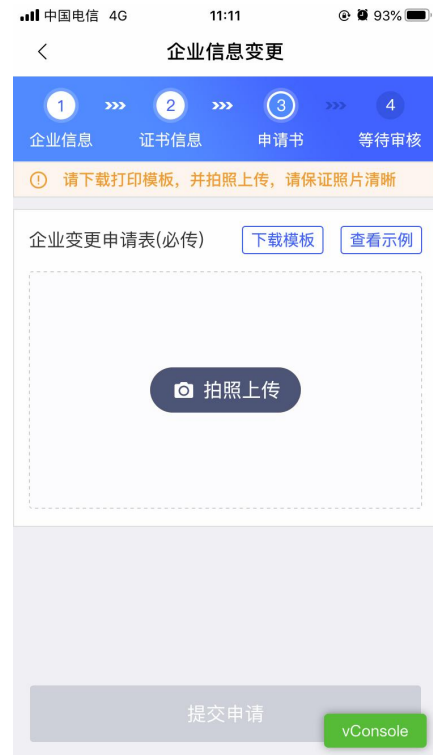 中国电信 4G 11:11 93%
企业信息变更
1 2 3 4
企业信息 证书信息 申请书 等待审核
请下载打印模板，并拍照上传，请保证照片清晰
企业变更申请表(必传) 下载模板 查看示例
拍照上传
提交申请
vConsole